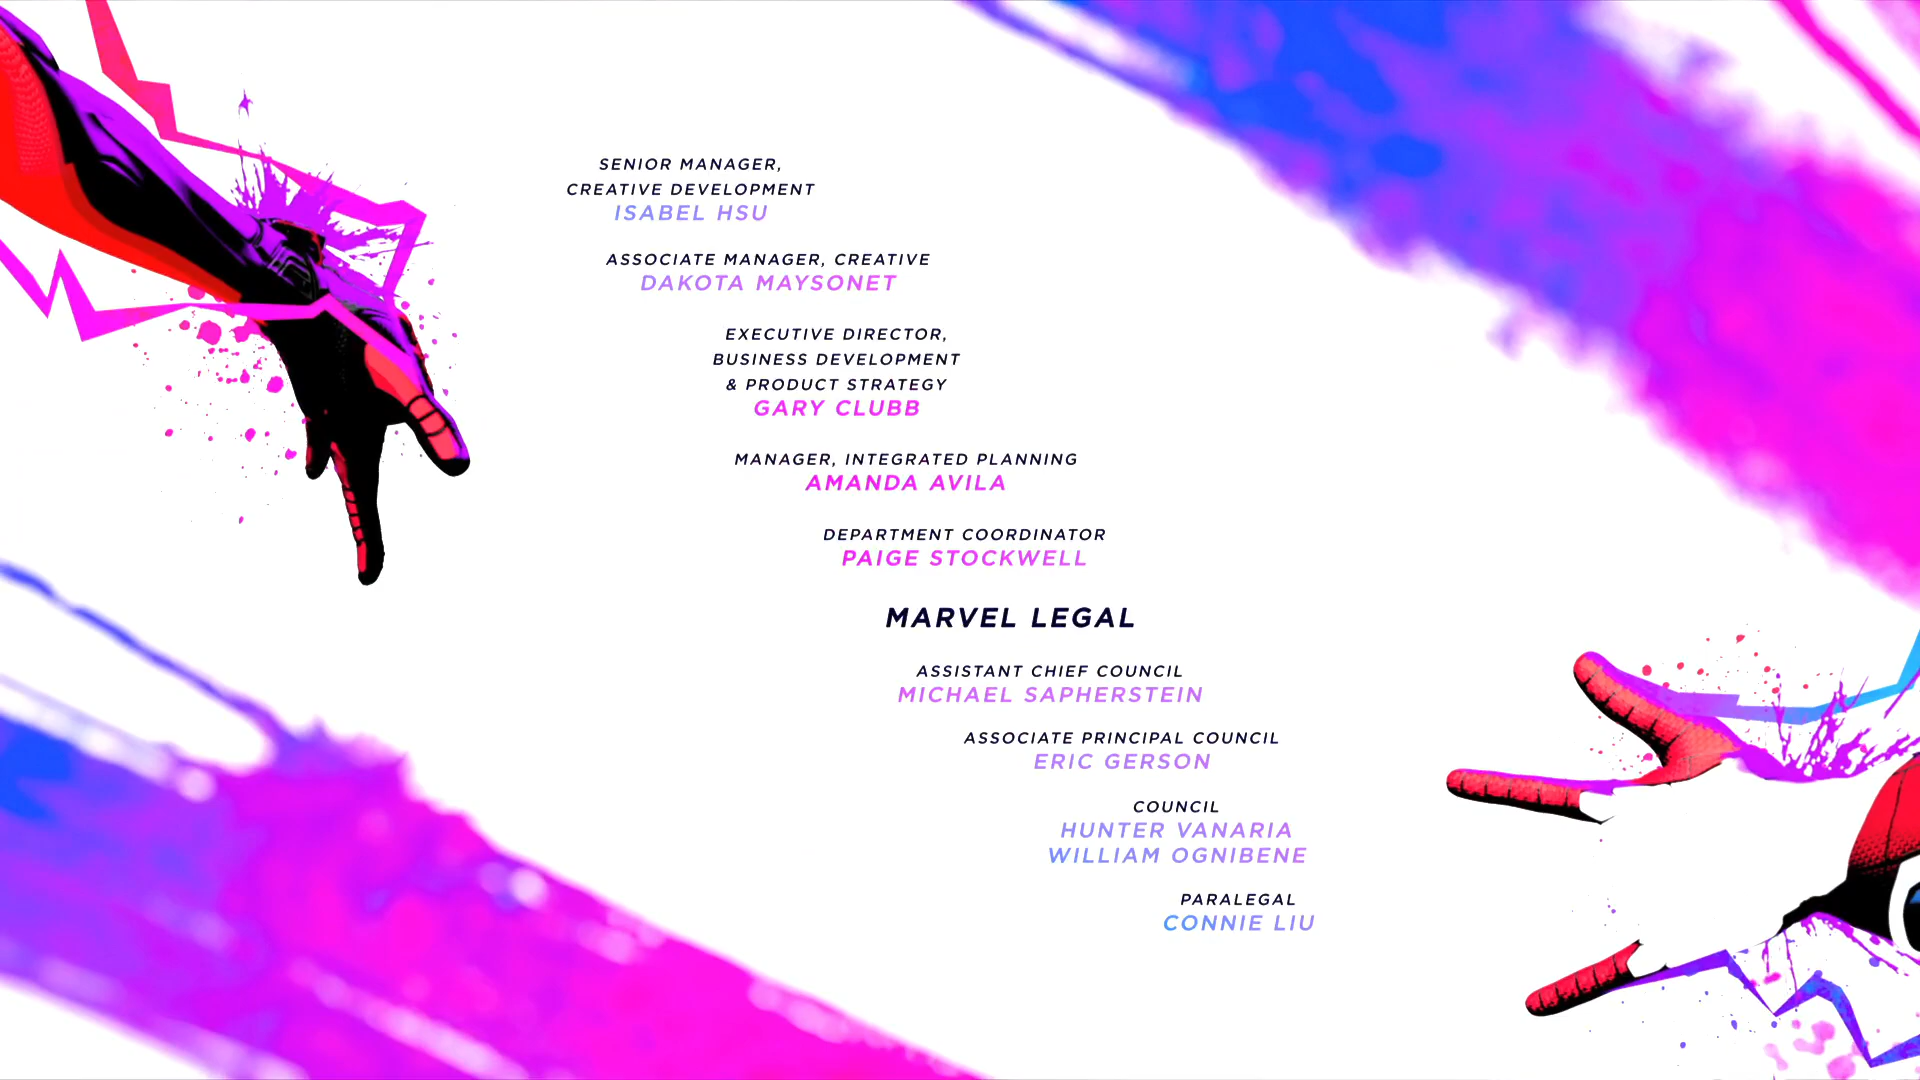 SENIOR MANAGER,
CREATIVE DEVELOPMENT
ISABEL HSU
ASSOCIATE MANAGER, CREATIVE
DAKOTA MAYSONET
EXECUTIVE DIRECTOR,
BUSINESS DEVELOPMENT
& PRODUCT STRATEGY
GARY CLUBB
MANAGER, INTEGRATED PLANNING
AMANDA AVILA
DEPARTMENT COORDINATOR
PAIGE STOCKWELL
MARVEL LEGAL
ASSISTANT CHIEF COUNCIL
MICHAEL SAPHERSTEIN
ASSOCIATE PRINCIPAL COUNCIL
ERIC GERSON
COUNCIL
HUNTER VANARIA
WILLIAM OGNIBENE
PARALEGAL
CONNIE LIU